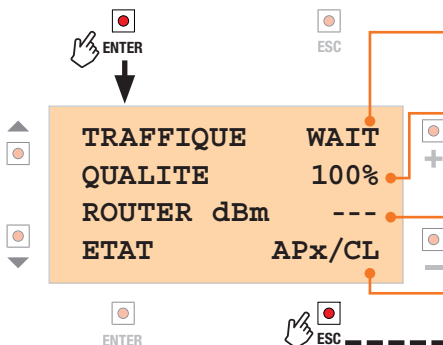 ENTER
ESC
TRAFFIQUE WAIT
QUALITE 100%
ROUTER dBm ---
ETAT APx/CL
+
−
ENTER
ESC